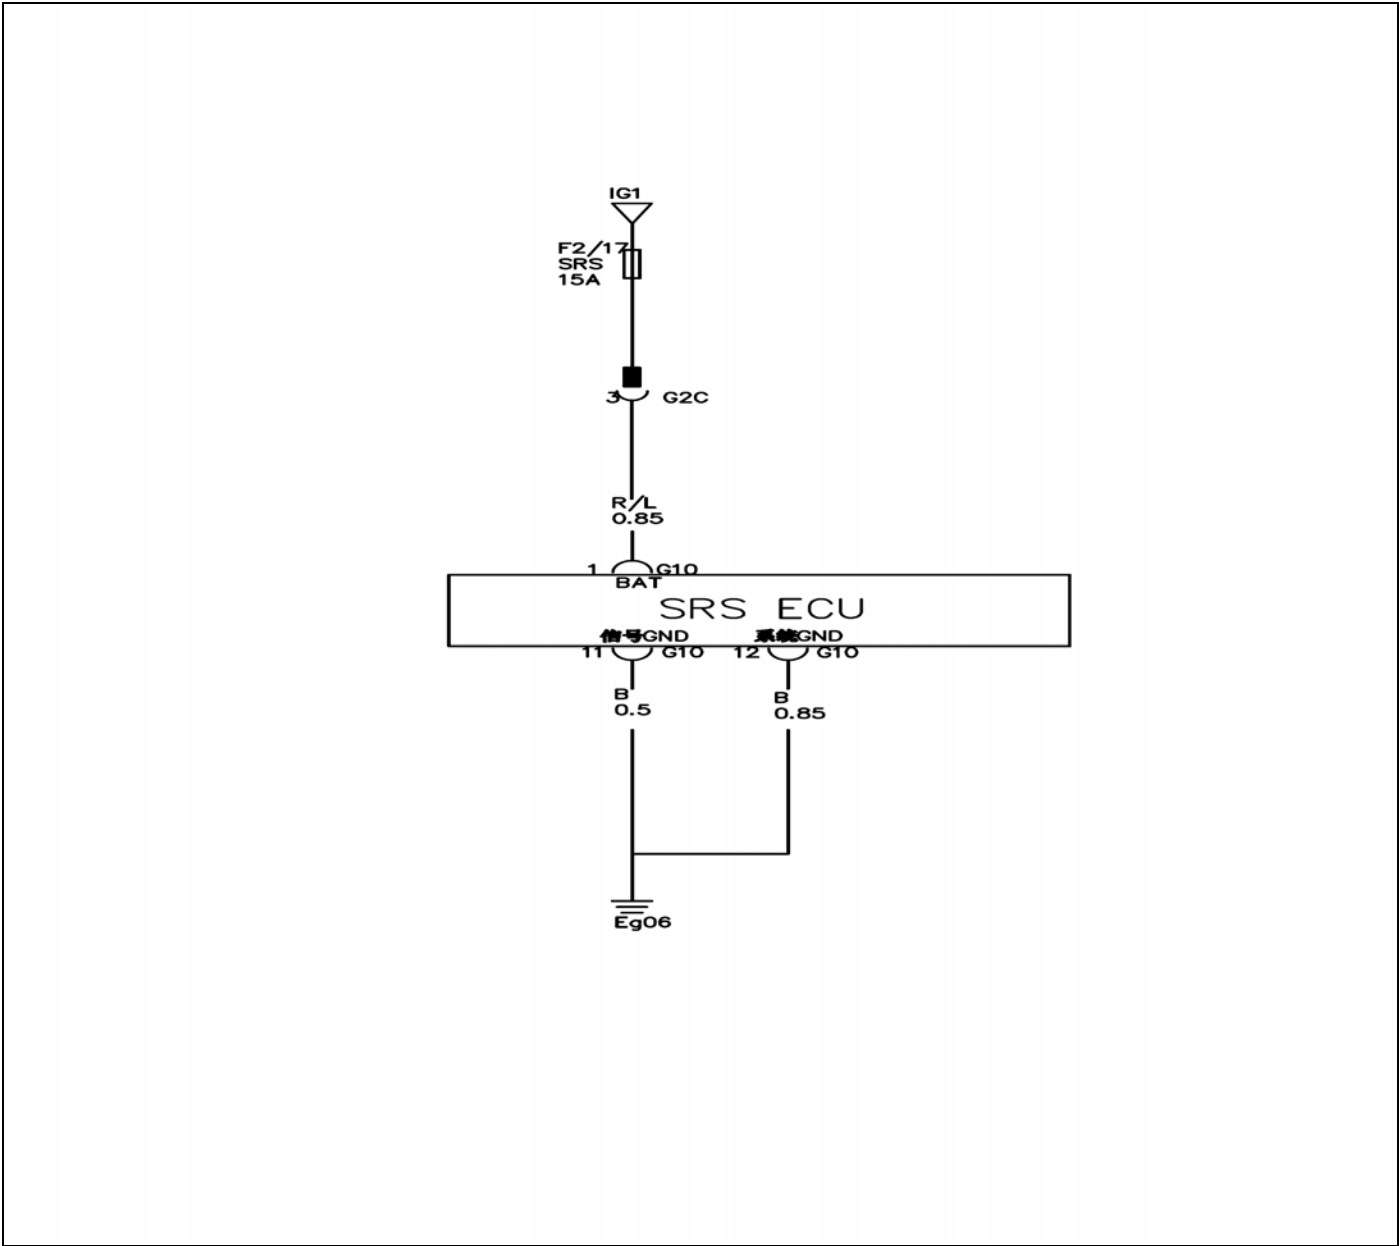 IG1
F2/17
SRS
15A
3 G2C
R/L
0.85
1 G10
BAT
SRS ECU
信号GND 系统GND
11 G10 12 G10
B
0.5
B
0.85
Eg06